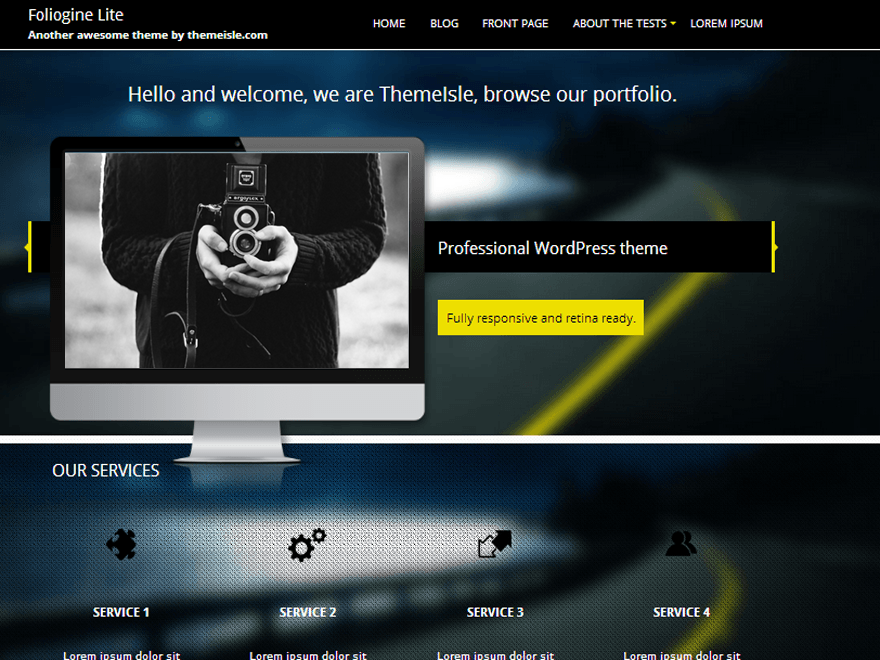 Foliogine Lite
Another awesome theme by themeisle.com
HOME BLOG FRONT PAGE ABOUT THE TESTS LOREM IPSUM
Hello and welcome, we are ThemeIsle, browse our portfolio.
Professional WordPress theme
Fully responsive and retina ready.
OUR SERVICES
SERVICE 1 SERVICE 2 SERVICE 3 SERVICE 4
Lorem ipsum dolor sit Lorem ipsum dolor sit Lorem ipsum dolor sit Lorem ipsum dolor sit